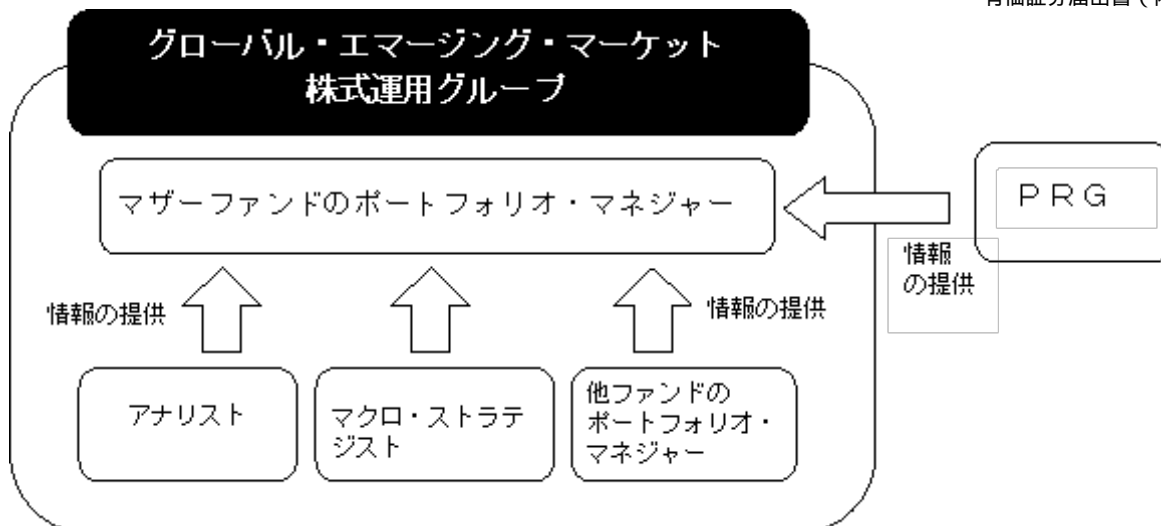 グローバル・エマージング・マーケット
株式運用グループ
マザーファンドのポートフォリオ・マネジャー
PRG
情報
の提供
情報の提供
情報の提供
アナリスト
マクロ・ストラテ
ジスト
他ファンドの
ポートフォリオ・
マネジャー